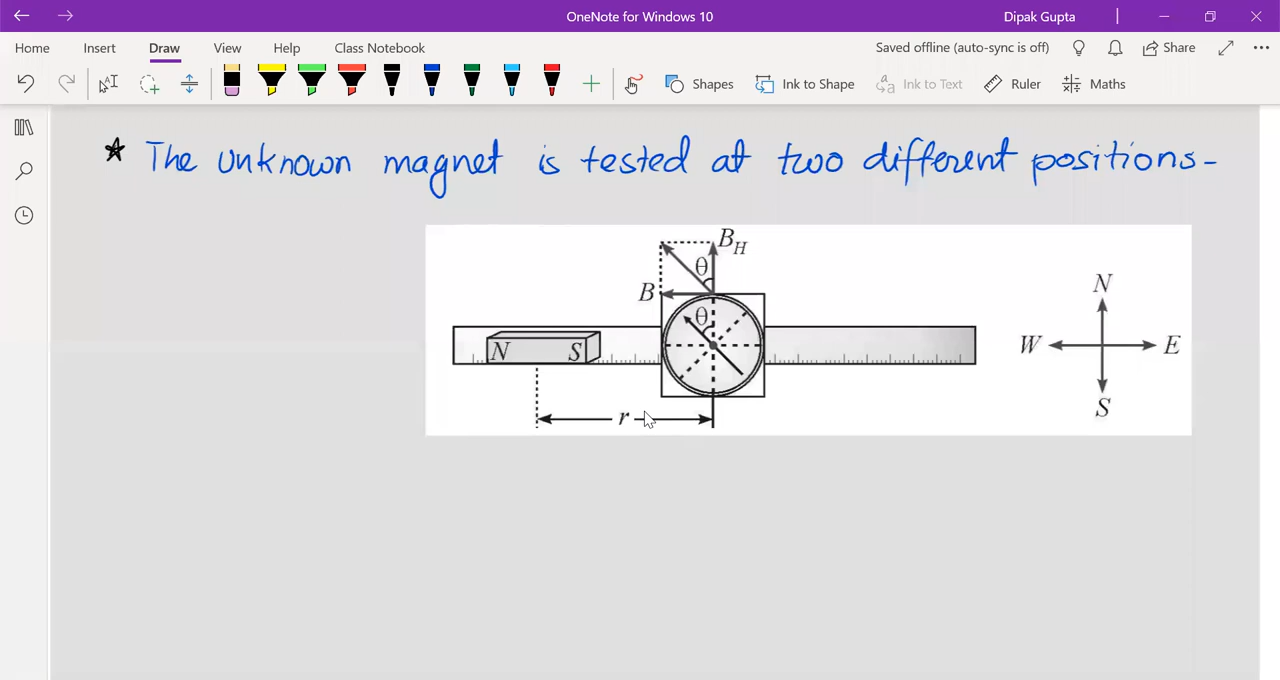 OneNote for Windows 10
Dipak Gupta
Home Insert Draw View Help Class Notebook
Saved offline (auto-sync is off)
Share
Shapes
Ink to Shape
Ink to Text
Ruler
Maths
The unknown magnet is tested at two different positions-
B_H
θ
B
θ
N S
r
N
W E
S